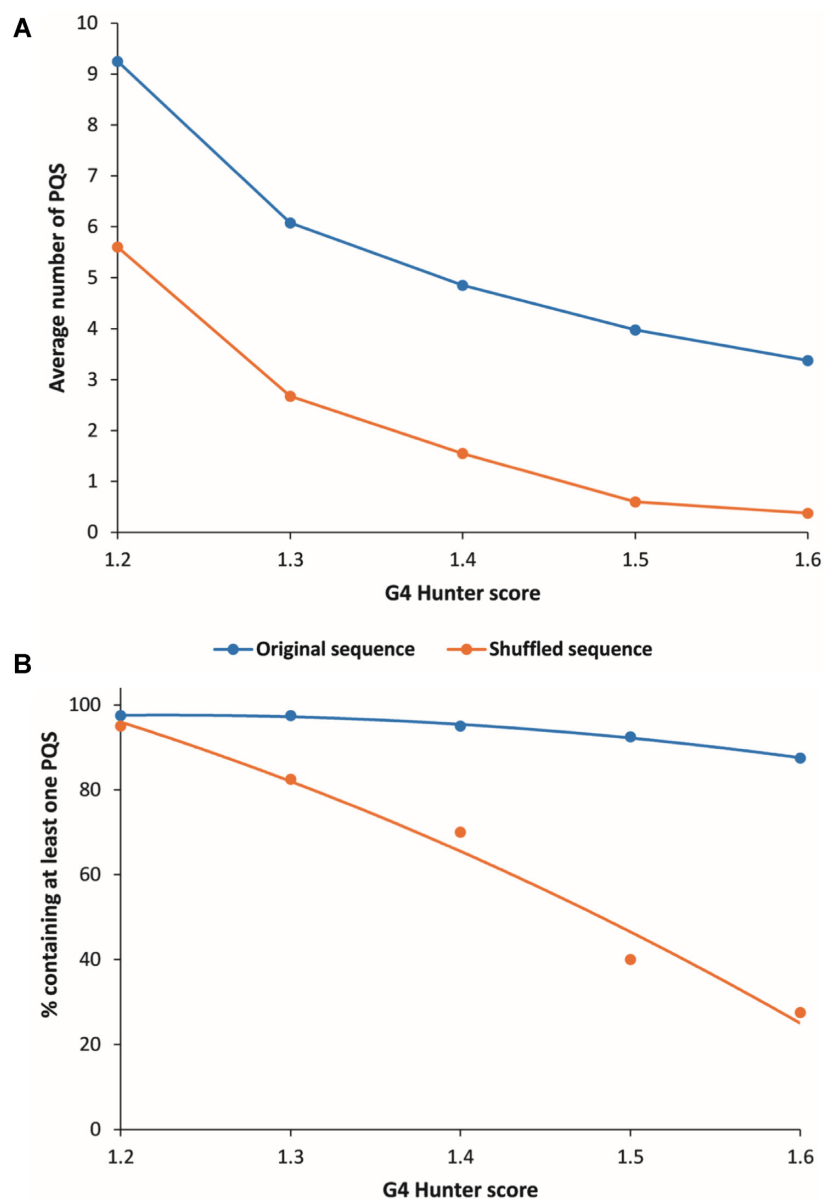 A
10
9
8
7
6
5
4
3
2
1
0
Average number of PQS
1.2 1.3 1.4 1.5 1.6
G4 Hunter score
Original sequence Shuffled sequence
B
100
80
60
40
20
0
% containing at least one PQS
1.2 1.3 1.4 1.5 1.6
G4 Hunter score